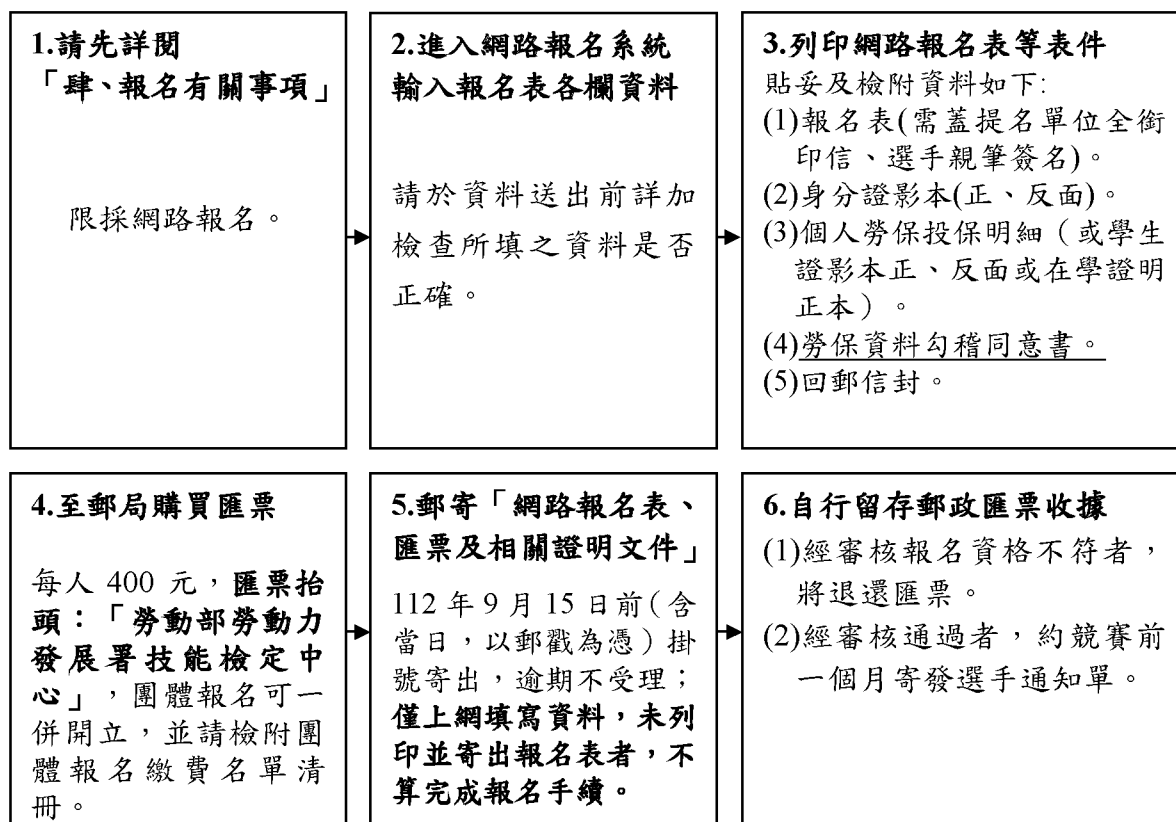 1.請先詳閱
「肆、報名有關事項」
限採網路報名。
2.進入網路報名系統
輸入報名表各欄資料
請於資料送出前詳加
檢查所填之資料是否
正確。
3.列印網路報名表等表件
貼妥及檢附資料如下:
(1)報名表(需蓋提名單位全銜
印信、選手親筆簽名)。
(2)身分證影本(正、反面)。
(3)個人勞保投保明細（或學生
證影本正、反面或在學證明
正本）。
(4)勞保資料勾稽同意書。
(5)回郵信封。
4.至郵局購買匯票
每人 400 元，匯票抬
頭：「勞動部勞動力
發展署技能檢定中
心」，團體報名可一
併開立，並請檢附團
體報名繳費名單清
冊。
5.郵寄「網路報名表、
匯票及相關證明文件」
112 年 9 月 15 日前(含
當日，以郵戳為憑)掛
號寄出，逾期不受理；
僅上網填寫資料，未列
印並寄出報名表者，不
算完成報名手續。
6.自行留存郵政匯票收據
(1)經審核報名資格不符者，
將退還匯票。
(2)經審核通過者，約競賽前
一個月寄發選手通知單。